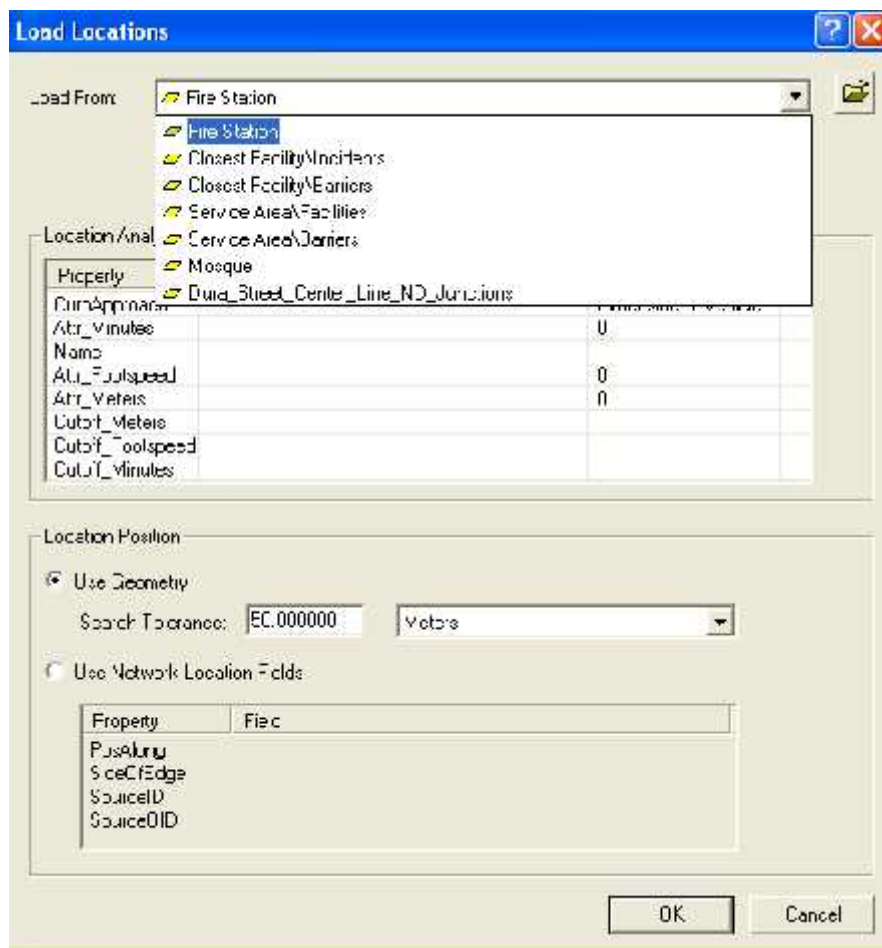 Load Locations
Load From: Fire Station
Fire Station
Closest Facility\Incidents
Closest Facility\Barriers
Service Area\Facilities
Service Area\Barriers
Mosque
Dura_Street_Center_Line_ND_Junctions
Location Anal
Property
CurbApproach
Attr_Minutes 0
Name
Attr_Footspeed 0
Attr_Meters 0
Cutoff_Meters
Cutoff_Footspeed
Cutoff_Minutes
Location Position
Use Geometry
Search Tolerance: 50.000000 Meters
Use Network Location Fields
Property Field
PosAlong
SideOfEdge
SourceID
SourceOID
OK Cancel